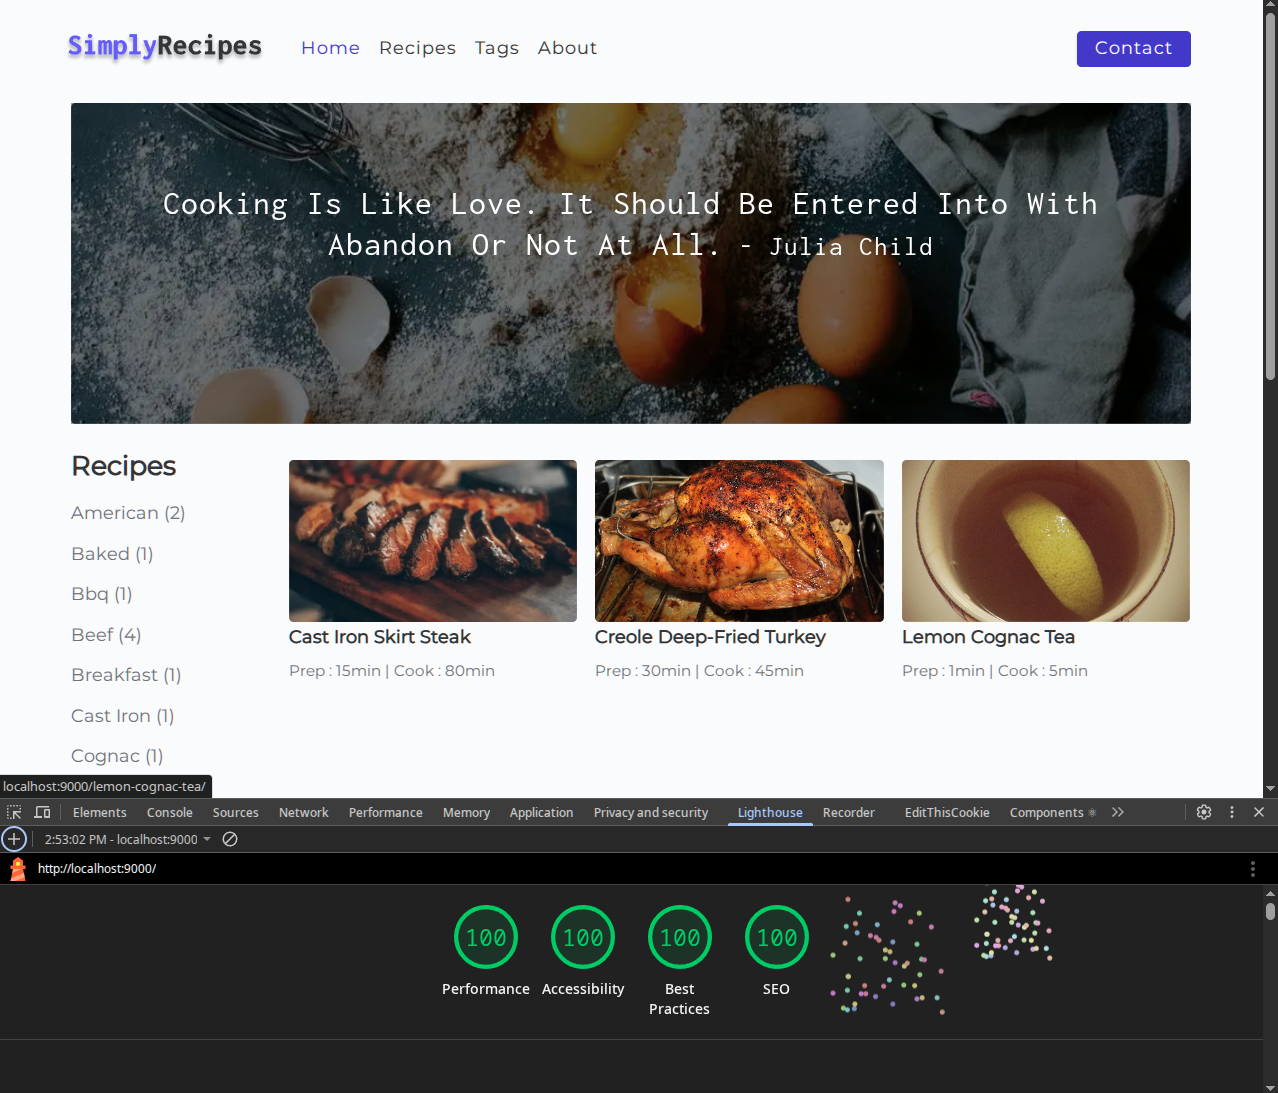 SimplyRecipes Home Recipes Tags About Contact
Cooking Is Like Love. It Should Be Entered Into With
Abandon Or Not At All. - Julia Child
Recipes
American (2)
Baked (1)
Bbq (1)
Beef (4)
Breakfast (1)
Cast Iron (1)
Cognac (1)
Cast Iron Skirt Steak
Prep : 15min | Cook : 80min
Creole Deep-Fried Turkey
Prep : 30min | Cook : 45min
Lemon Cognac Tea
Prep : 1min | Cook : 5min
localhost:9000/lemon-cognac-tea/
Elements Console Sources Network Performance Memory Application Privacy and security Lighthouse Recorder EditThisCookie Components ⚛
2:53:02 PM - localhost:9000
http://localhost:9000/
100 100 100 100
Performance Accessibility Best SEO
Practices